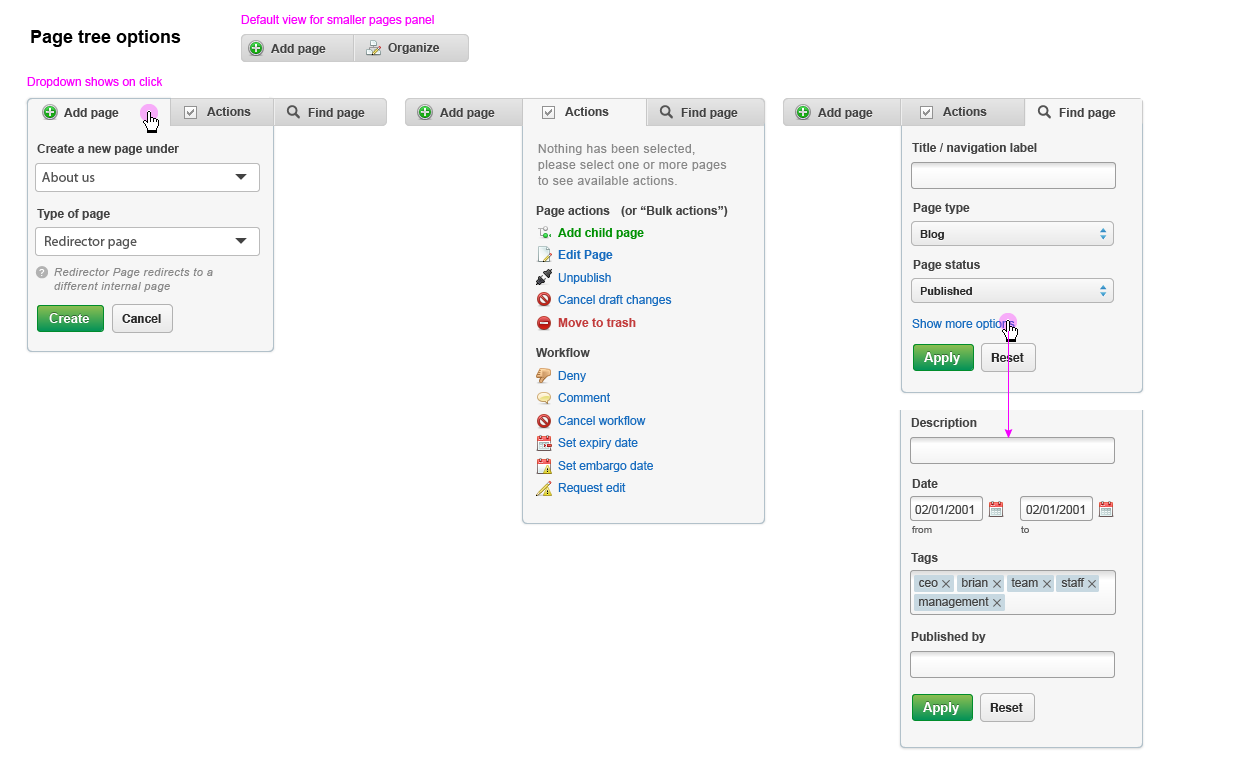 Page tree options
Default view for smaller pages panel
Add page
Organize
Dropdown shows on click
Add page
Actions
Find page
Create a new page under
About us
Type of page
Redirector page
? Redirector Page redirects to a
different internal page
Create
Cancel
Add page
Actions
Find page
Nothing has been selected,
please select one or more pages
to see available actions.
Page actions (or “Bulk actions”)
Add child page
Edit Page
Unpublish
Cancel draft changes
Move to trash
Workflow
Deny
Comment
Cancel workflow
Set expiry date
Set embargo date
Request edit
Add page
Actions
Find page
Title / navigation label
Page type
Blog
Page status
Published
Show more options
Apply
Reset
Description
Date
02/01/2001
02/01/2001
from
to
Tags
ceo × brian × team × staff ×
management ×
Published by
Apply
Reset